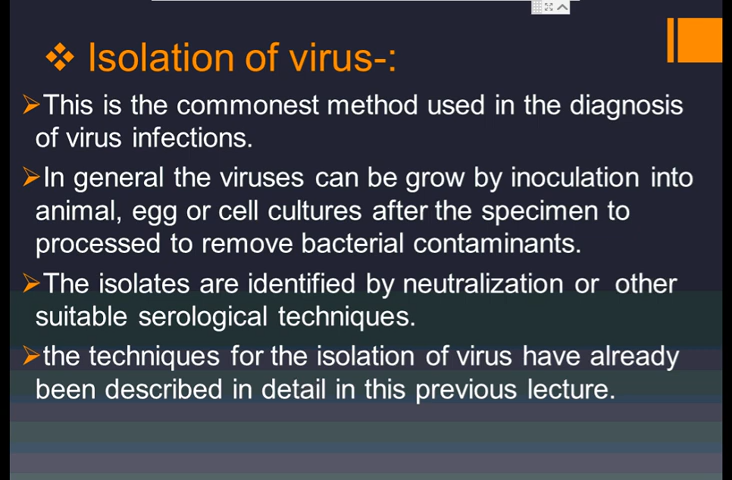 ❖ Isolation of virus-:
➢This is the commonest method used in the diagnosis
of virus infections.
➢In general the viruses can be grow by inoculation into
animal, egg or cell cultures after the specimen to
processed to remove bacterial contaminants.
➢The isolates are identified by neutralization or other
suitable serological techniques.
➢the techniques for the isolation of virus have already
been described in detail in this previous lecture.